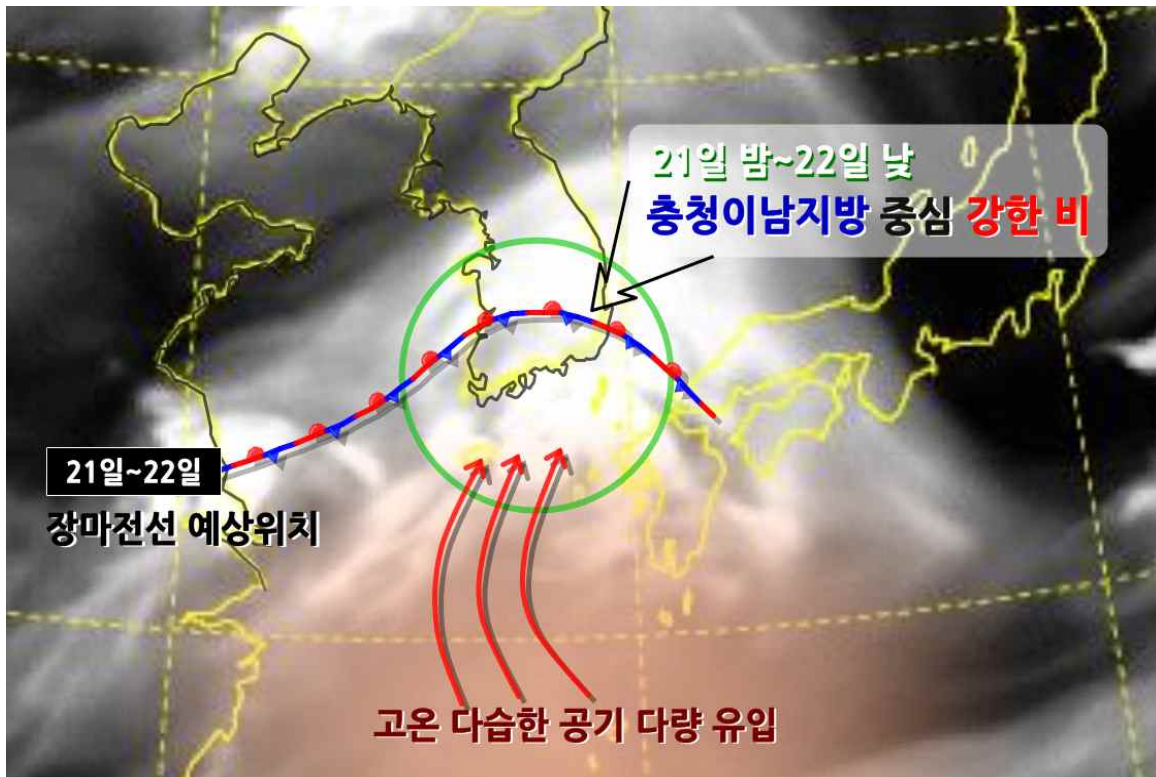 21일 밤~22일 낮
충청이남지방 중심 강한 비
21일~22일
장마전선 예상위치
고온 다습한 공기 다량 유입